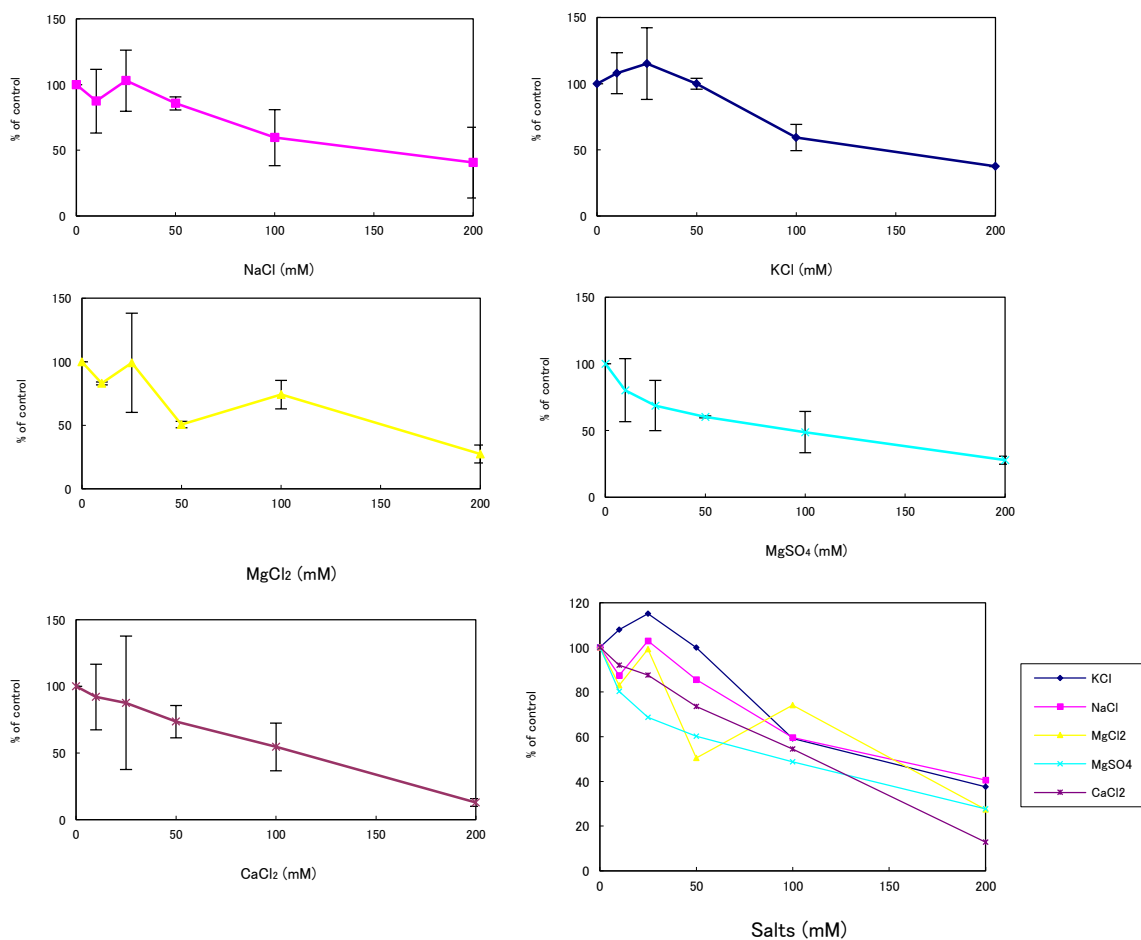 150
100
50
0
% of control
0 50 100 150 200
NaCl (mM)
150
100
50
0
% of control
0 50 100 150 200
KCl (mM)
150
100
50
0
% of control
0 50 100 150 200
MgCl₂ (mM)
150
100
50
0
% of control
0 50 100 150 200
MgSO₄ (mM)
150
100
50
0
% of control
0 50 100 150 200
CaCl₂ (mM)
120
100
80
60
40
20
0
% of control
0 50 100 150 200
Salts (mM)
KCl
NaCl
MgCl2
MgSO4
CaCl2